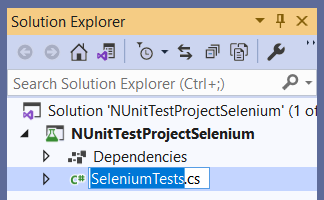 Solution Explorer
Search Solution Explorer (Ctrl+;)
Solution 'NUnitTestProjectSelenium' (1 of
NUnitTestProjectSelenium
Dependencies
C# SeleniumTests.cs